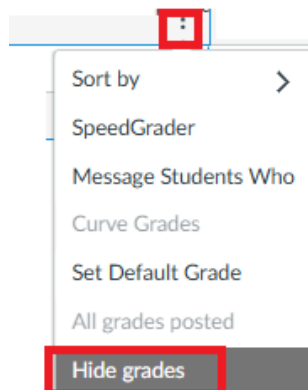 Sort by
SpeedGrader
Message Students Who
Curve Grades
Set Default Grade
All grades posted
Hide grades